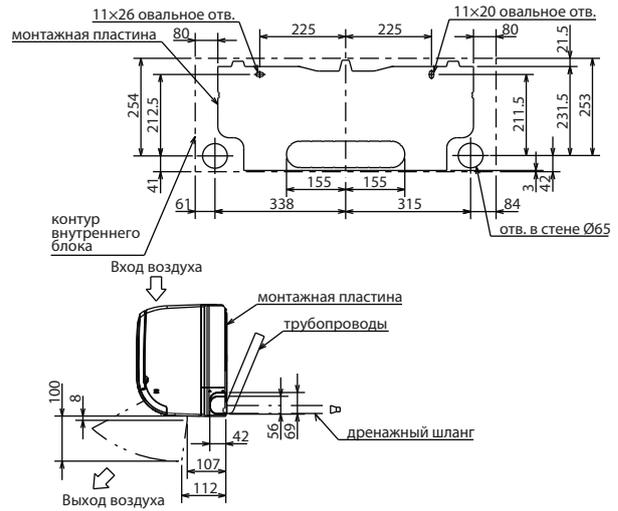 11×26 овальное отв.
11×20 овальное отв.
225
225
монтажная пластина
80
80
21.5
254
212.5
211.5
231.5
253
41
155
155
3
42
61
338
315
84
контур
внутреннего
блока
отв. в стене Ø65
Вход воздуха
монтажная пластина
трубопроводы
100
8
56
69
42
дренажный шланг
107
112
Выход воздуха